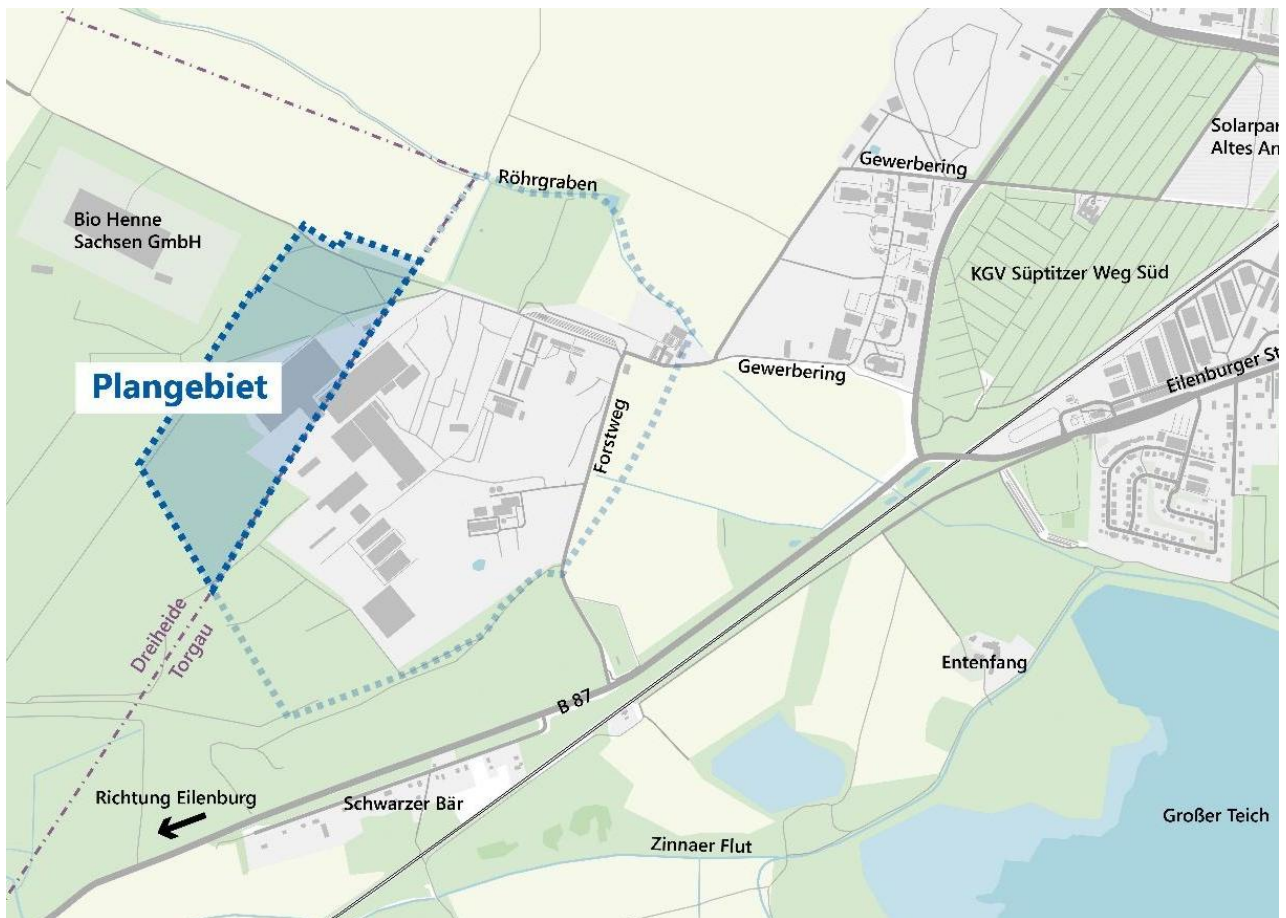 Solarpar
Altes An
Gewerbering
Röhrgraben
Bio Henne
Sachsen GmbH
KGV Süptitzer Weg Süd
Plangebiet
Gewerbering
Eilenburger St
Forstweg
Dreiheide
Torgau
Entenfang
B 87
Richtung Eilenburg
Schwarzer Bär
Großer Teich
Zinnaer Flut